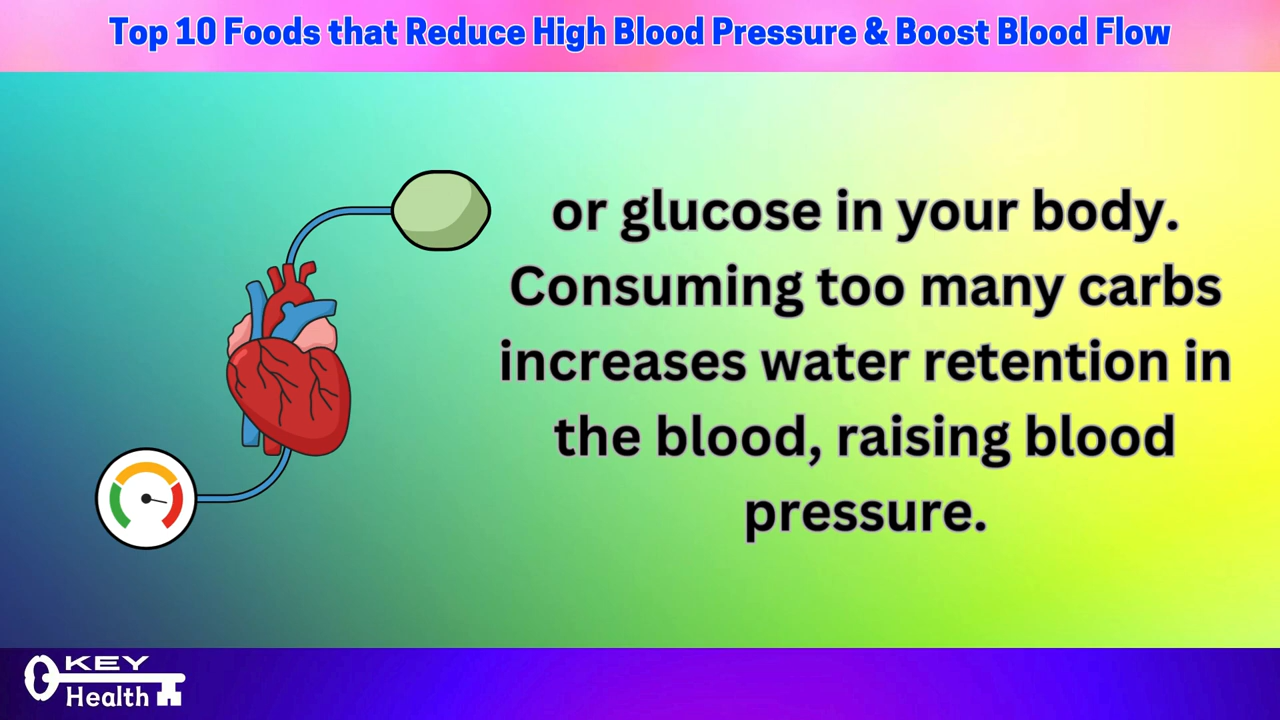 Top 10 Foods that Reduce High Blood Pressure & Boost Blood Flow
or glucose in your body.
Consuming too many carbs
increases water retention in
the blood, raising blood
pressure.
KEY
Health